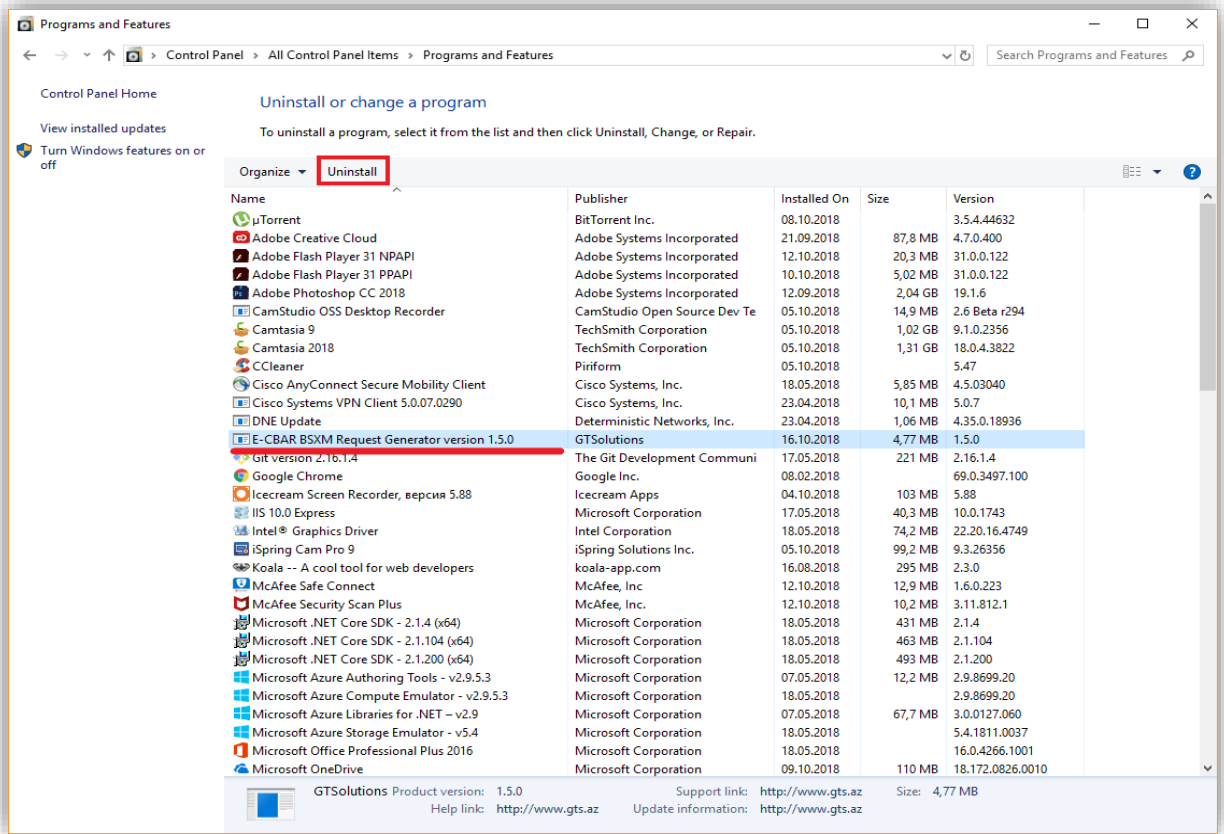 Programs and Features
Control Panel > All Control Panel Items > Programs and Features
Search Programs and Features
Control Panel Home
View installed updates
Turn Windows features on or
off
Uninstall or change a program
To uninstall a program, select it from the list and then click Uninstall, Change, or Repair.
Organize Uninstall
Name Publisher Installed On Size Version
µTorrent BitTorrent Inc. 08.10.2018 3.5.4.44632
Adobe Creative Cloud Adobe Systems Incorporated 21.09.2018 87,8 MB 4.7.0.400
Adobe Flash Player 31 NPAPI Adobe Systems Incorporated 12.10.2018 20,3 MB 31.0.0.122
Adobe Flash Player 31 PPAPI Adobe Systems Incorporated 10.10.2018 5,02 MB 31.0.0.122
Adobe Photoshop CC 2018 Adobe Systems Incorporated 12.09.2018 2,04 GB 19.1.6
CamStudio OSS Desktop Recorder CamStudio Open Source Dev Te 05.10.2018 14,9 MB 2.6 Beta r294
Camtasia 9 TechSmith Corporation 05.10.2018 1,02 GB 9.1.0.2356
Camtasia 2018 TechSmith Corporation 05.10.2018 1,31 GB 18.0.4.3822
CCleaner Piriform 05.10.2018 5.47
Cisco AnyConnect Secure Mobility Client Cisco Systems, Inc. 18.05.2018 5,85 MB 4.5.03040
Cisco Systems VPN Client 5.0.07.0290 Cisco Systems, Inc. 23.04.2018 10,1 MB 5.0.7
DNE Update Deterministic Networks, Inc. 23.04.2018 1,06 MB 4.35.0.18936
E-CBAR BSXM Request Generator version 1.5.0 GTSolutions 16.10.2018 4,77 MB 1.5.0
Git version 2.16.1.4 The Git Development Communi 17.05.2018 221 MB 2.16.1.4
Google Chrome Google Inc. 08.02.2018 69.0.3497.100
Icecream Screen Recorder, версия 5.88 Icecream Apps 04.10.2018 103 MB 5.88
IIS 10.0 Express Microsoft Corporation 17.05.2018 40,3 MB 10.0.1743
Intel® Graphics Driver Intel Corporation 18.05.2018 74,2 MB 22.20.16.4749
iSpring Cam Pro 9 iSpring Solutions Inc. 05.10.2018 99,2 MB 9.3.26356
Koala -- A cool tool for web developers koala-app.com 16.08.2018 295 MB 2.3.0
McAfee Safe Connect McAfee, Inc 12.10.2018 12,9 MB 1.6.0.223
McAfee Security Scan Plus McAfee, Inc. 12.10.2018 10,2 MB 3.11.812.1
Microsoft .NET Core SDK - 2.1.4 (x64) Microsoft Corporation 18.05.2018 431 MB 2.1.4
Microsoft .NET Core SDK - 2.1.104 (x64) Microsoft Corporation 18.05.2018 463 MB 2.1.104
Microsoft .NET Core SDK - 2.1.200 (x64) Microsoft Corporation 18.05.2018 493 MB 2.1.200
Microsoft Azure Authoring Tools - v2.9.5.3 Microsoft Corporation 07.05.2018 12,2 MB 2.9.8699.20
Microsoft Azure Compute Emulator - v2.9.5.3 Microsoft Corporation 18.05.2018 2.9.8699.20
Microsoft Azure Libraries for .NET – v2.9 Microsoft Corporation 07.05.2018 67,7 MB 3.0.0127.060
Microsoft Azure Storage Emulator - v5.4 Microsoft Corporation 18.05.2018 5.4.1811.0037
Microsoft Office Professional Plus 2016 Microsoft Corporation 18.05.2018 16.0.4266.1001
Microsoft OneDrive Microsoft Corporation 09.10.2018 110 MB 18.172.0826.0010
GTSolutions Product version: 1.5.0 Support link: http://www.gts.az Size: 4,77 MB
Help link: http://www.gts.az Update information: http://www.gts.az